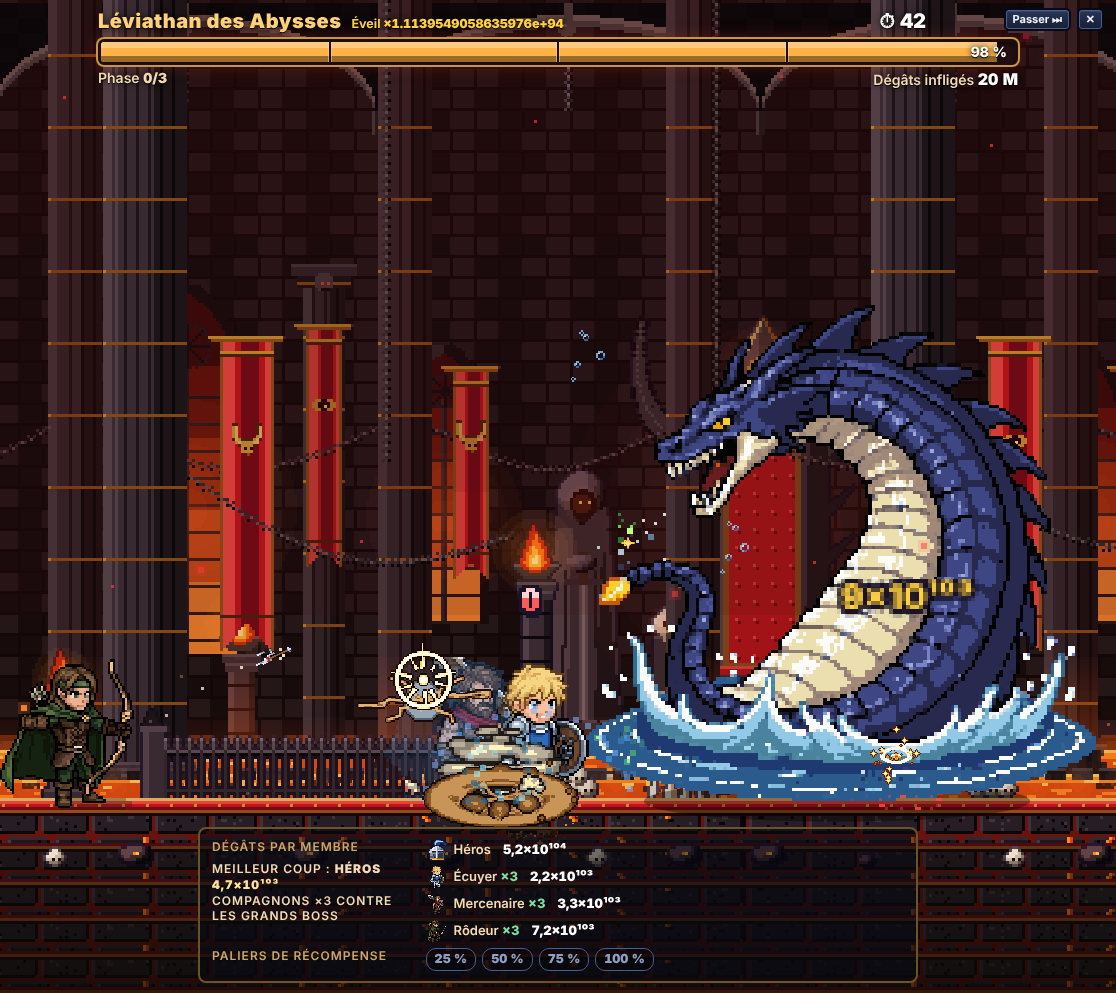 Léviathan des Abysses Éveil ×1.1139549058635976e+94
⏱ 42
Passer ⏭ ✕
98 %
Phase 0/3
Dégâts infligés 20 M
9×10¹⁰³
DÉGÂTS PAR MEMBRE
MEILLEUR COUP : HÉROS
4,7×10¹⁰³
COMPAGNONS ×3 CONTRE
LES GRANDS BOSS
Héros 5,2×10¹⁰⁴
Écuyer ×3 2,2×10¹⁰³
Mercenaire ×3 3,3×10¹⁰³
Rôdeur ×3 7,2×10¹⁰³
PALIERS DE RÉCOMPENSE
25 % 50 % 75 % 100 %